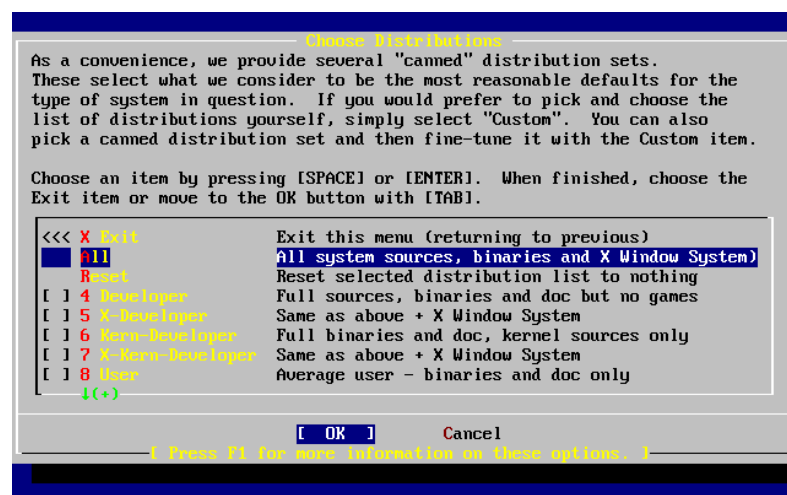 Choose Distributions
As a convenience, we provide several "canned" distribution sets.
These select what we consider to be the most reasonable defaults for the
type of system in question.  If you would prefer to pick and choose the
list of distributions yourself, simply select "Custom".  You can also
pick a canned distribution set and then fine-tune it with the Custom item.
Choose an item by pressing [SPACE] or [ENTER].  When finished, choose the
Exit item or move to the OK button with [TAB].
<<< X Exit Exit this menu (returning to previous)
All All system sources, binaries and X Window System)
Reset Reset selected distribution list to nothing
[ ] 4 Developer Full sources, binaries and doc but no games
[ ] 5 X-Developer Same as above + X Window System
[ ] 6 Kern-Developer Full binaries and doc, kernel sources only
[ ] 7 X-Kern-Developer Same as above + X Window System
[ ] 8 User Average user - binaries and doc only
↓(+)
[ OK ] Cancel
[ Press F1 for more information on these options. ]